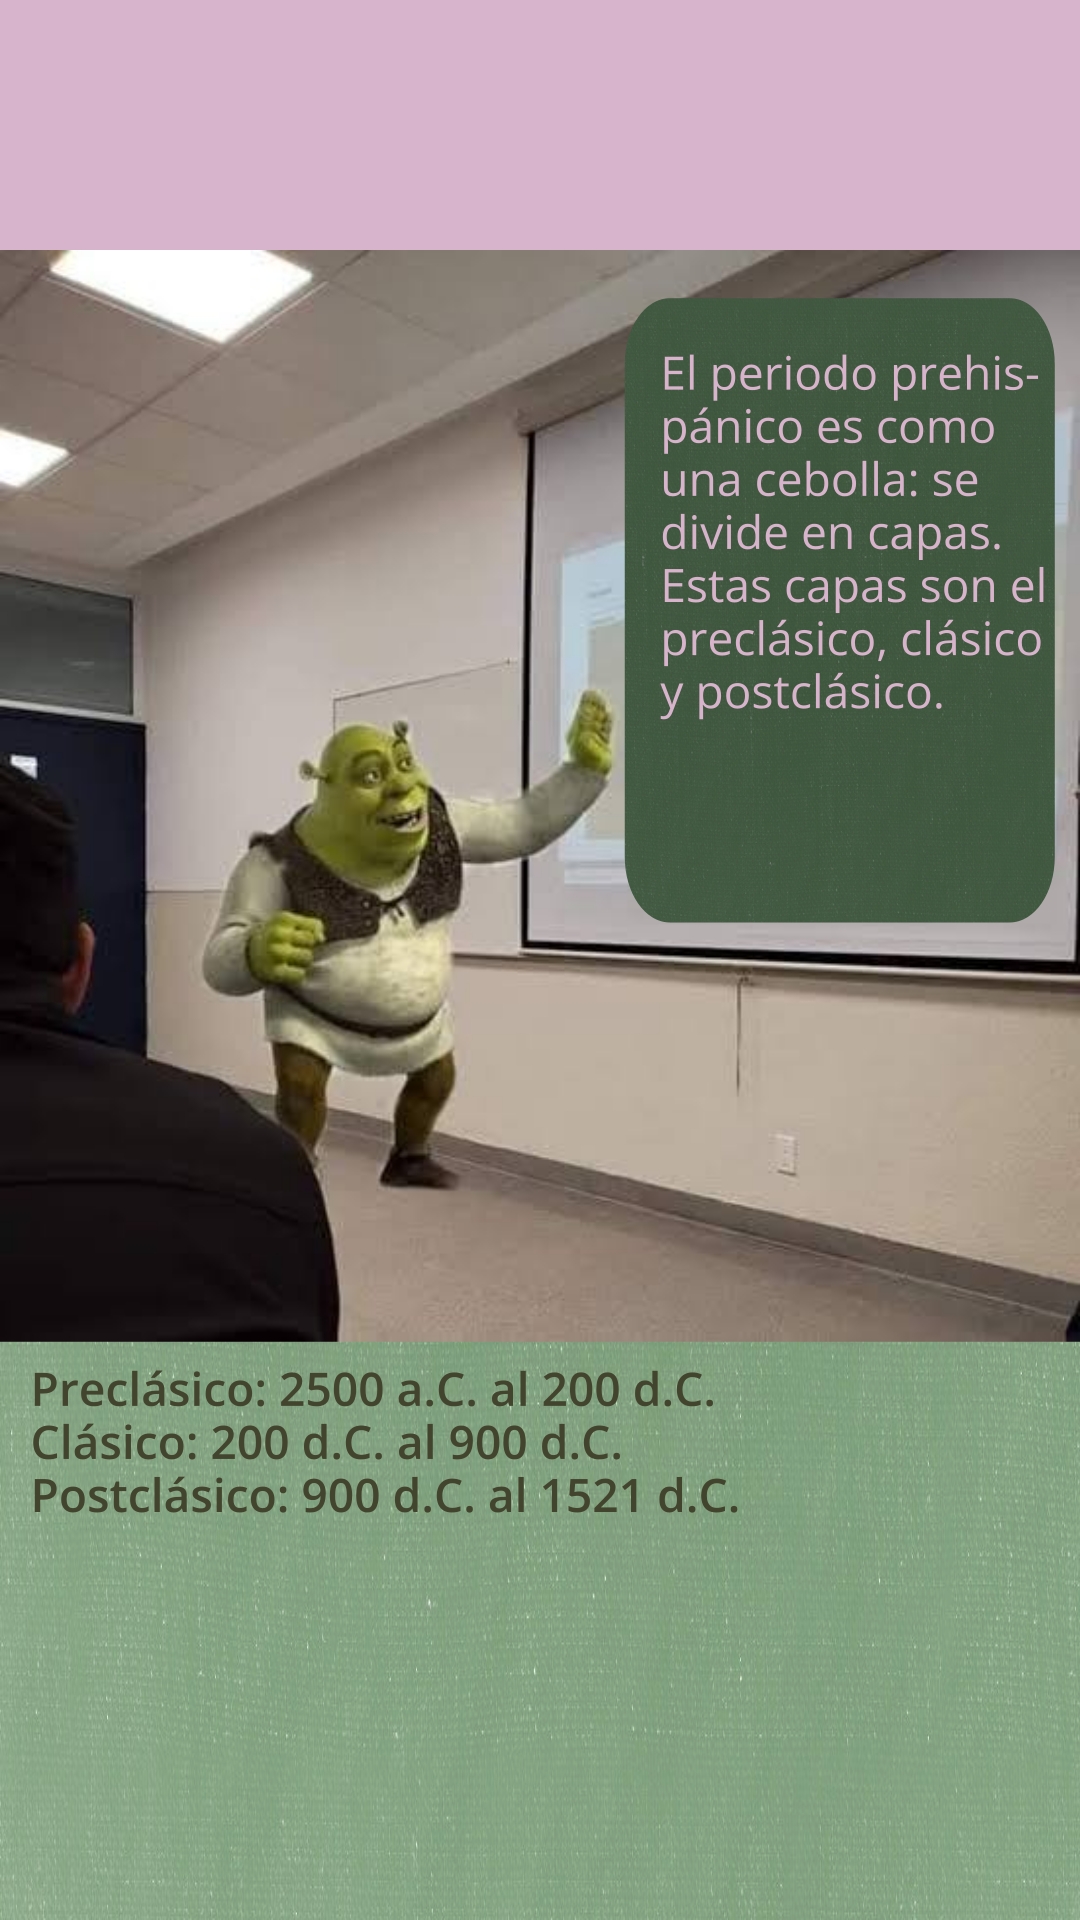 El periodo prehis-
pánico es como
una cebolla: se
divide en capas.
Estas capas son el
preclásico, clásico
y postclásico.
Preclásico: 2500 a.C. al 200 d.C.
Clásico: 200 d.C. al 900 d.C.
Postclásico: 900 d.C. al 1521 d.C.